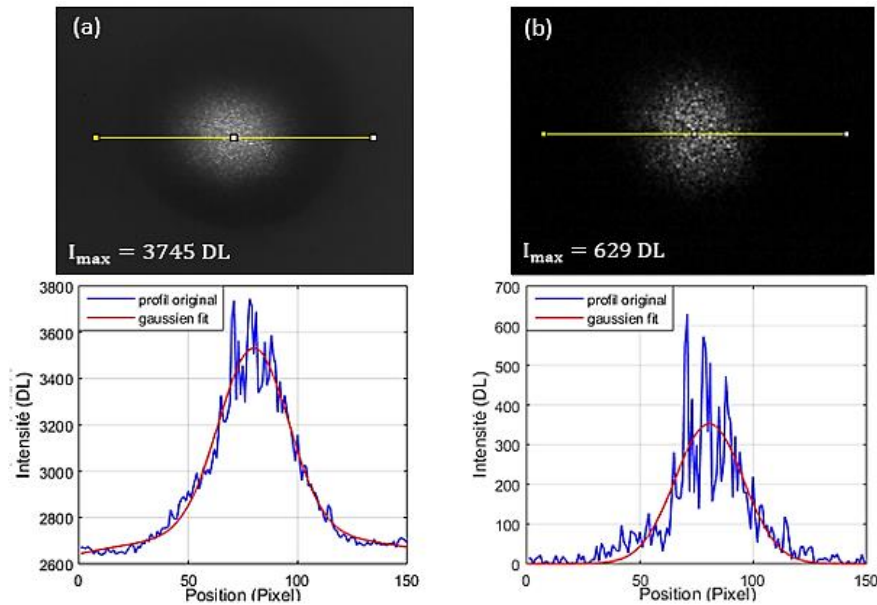 (a)
I_max = 3745 DL
3800
3600
3400
3200
3000
2800
2600
Intensité (DL)
profil original
gaussien fit
0
50
100
150
Position (Pixel)
(b)
I_max = 629 DL
700
600
500
400
300
200
100
0
Intensité (DL)
profil original
gaussien fit
0
50
100
150
Position (Pixel)